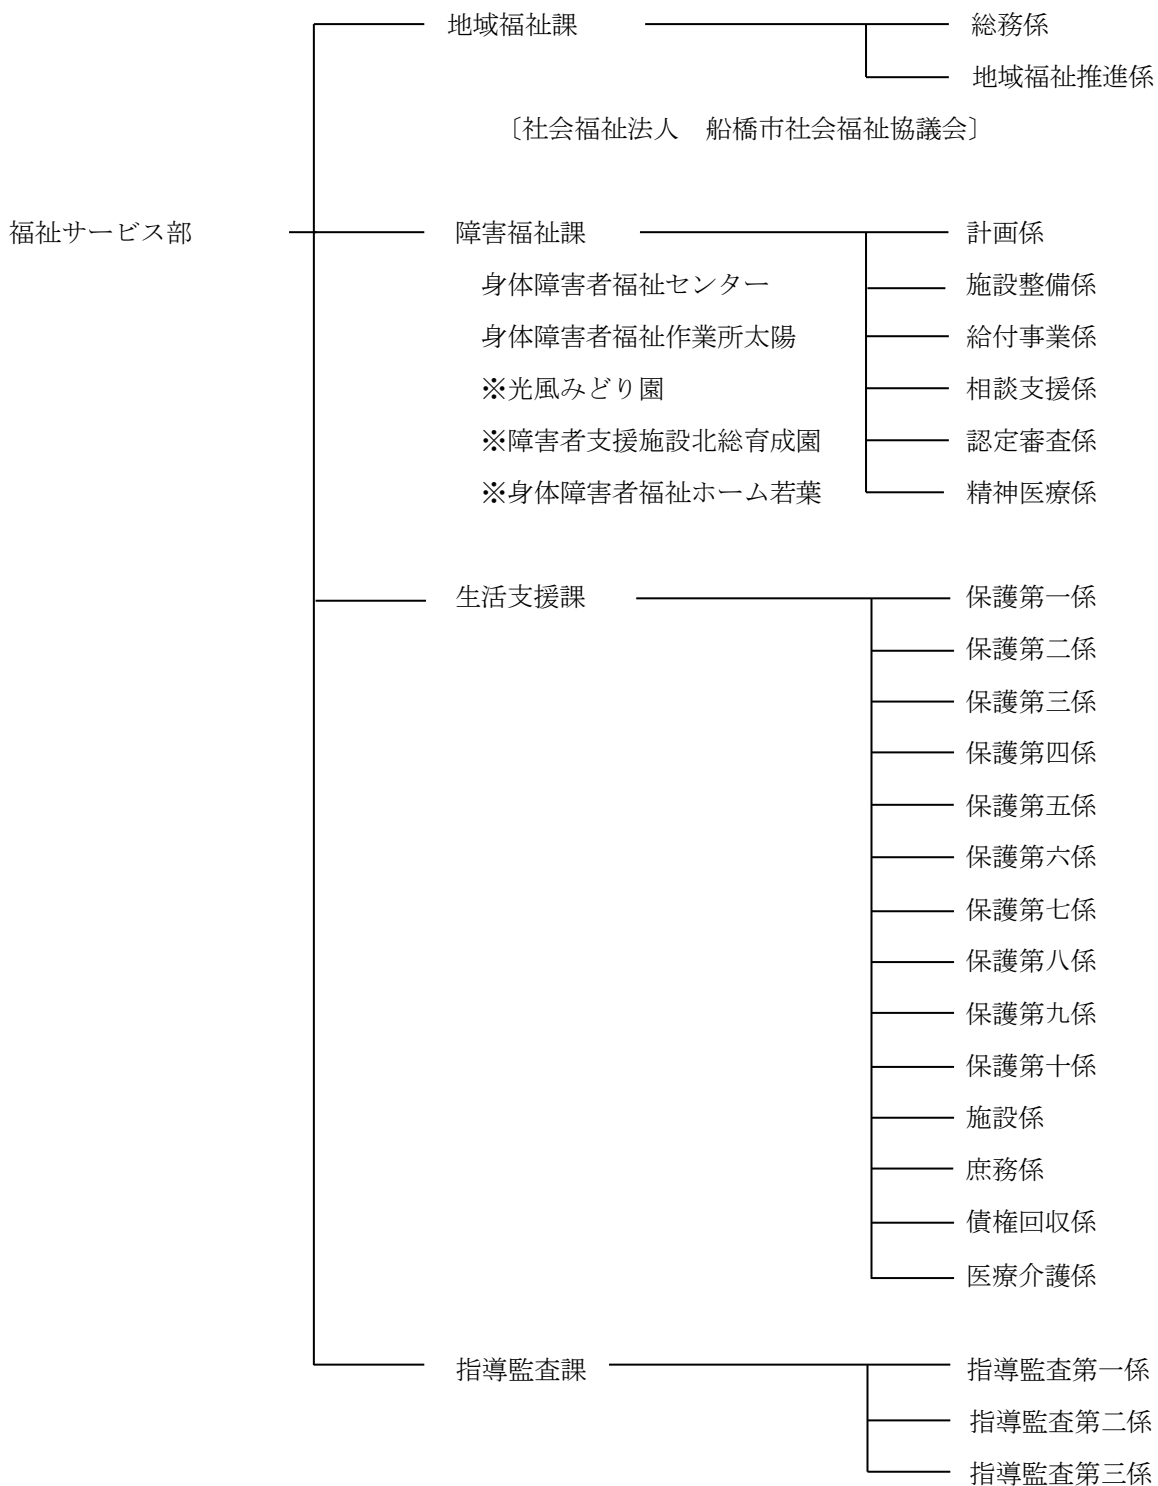 地域福祉課 総務係
地域福祉推進係
〔社会福祉法人　船橋市社会福祉協議会〕
福祉サービス部 障害福祉課 計画係
身体障害者福祉センター 施設整備係
身体障害者福祉作業所太陽 給付事業係
※光風みどり園 相談支援係
※障害者支援施設北総育成園 認定審査係
※身体障害者福祉ホーム若葉 精神医療係
生活支援課 保護第一係
保護第二係
保護第三係
保護第四係
保護第五係
保護第六係
保護第七係
保護第八係
保護第九係
保護第十係
施設係
庶務係
債権回収係
医療介護係
指導監査課 指導監査第一係
指導監査第二係
指導監査第三係